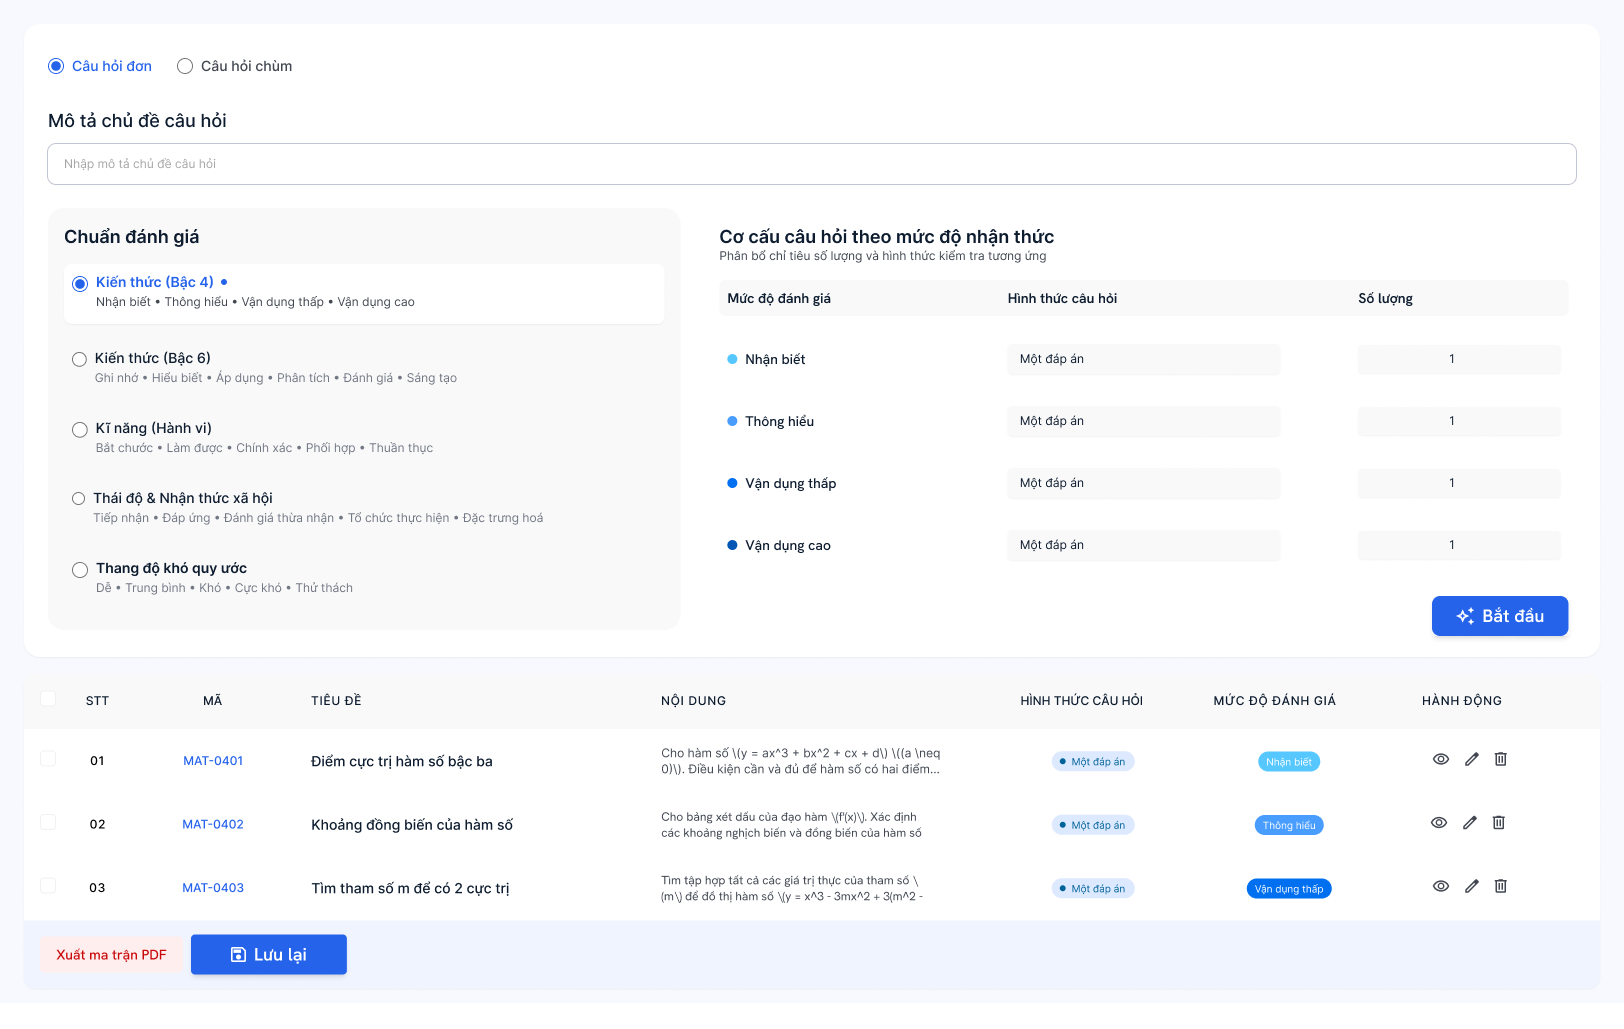 Câu hỏi đơn
Câu hỏi chùm
Mô tả chủ đề câu hỏi
Nhập mô tả chủ đề câu hỏi
Chuẩn đánh giá
Kiến thức (Bậc 4) •
Nhận biết • Thông hiểu • Vận dụng thấp • Vận dụng cao
Kiến thức (Bậc 6)
Ghi nhớ • Hiểu biết • Áp dụng • Phân tích • Đánh giá • Sáng tạo
Kĩ năng (Hành vi)
Bắt chước • Làm được • Chính xác • Phối hợp • Thuần thục
Thái độ & Nhận thức xã hội
Tiếp nhận • Đáp ứng • Đánh giá thừa nhận • Tổ chức thực hiện • Đặc trưng hoá
Thang độ khó quy ước
Dễ • Trung bình • Khó • Cực khó • Thử thách
Cơ cấu câu hỏi theo mức độ nhận thức
Phân bổ chỉ tiêu số lượng và hình thức kiểm tra tương ứng
Mức độ đánh giá
Hình thức câu hỏi
Số lượng
Nhận biết
Một đáp án
1
Thông hiểu
Một đáp án
1
Vận dụng thấp
Một đáp án
1
Vận dụng cao
Một đáp án
1
Bắt đầu
STT
MÃ
TIÊU ĐỀ
NỘI DUNG
HÌNH THỨC CÂU HỎI
MỨC ĐỘ ĐÁNH GIÁ
HÀNH ĐỘNG
01
MAT-0401
Điểm cực trị hàm số bậc ba
Cho hàm số \(y = ax^3 + bx^2 + cx + d\) \((a \neq
0)\). Điều kiện cần và đủ để hàm số có hai điểm...
Một đáp án
Nhận biết
02
MAT-0402
Khoảng đồng biến của hàm số
Cho bảng xét dấu của đạo hàm \(f'(x)\). Xác định
các khoảng nghịch biến và đồng biến của hàm số
Một đáp án
Thông hiểu
03
MAT-0403
Tìm tham số m để có 2 cực trị
Tìm tập hợp tất cả các giá trị thực của tham số \
(m\) để đồ thị hàm số \(y = x^3 - 3mx^2 + 3(m^2 -
Một đáp án
Vận dụng thấp
Xuất ma trận PDF
Lưu lại